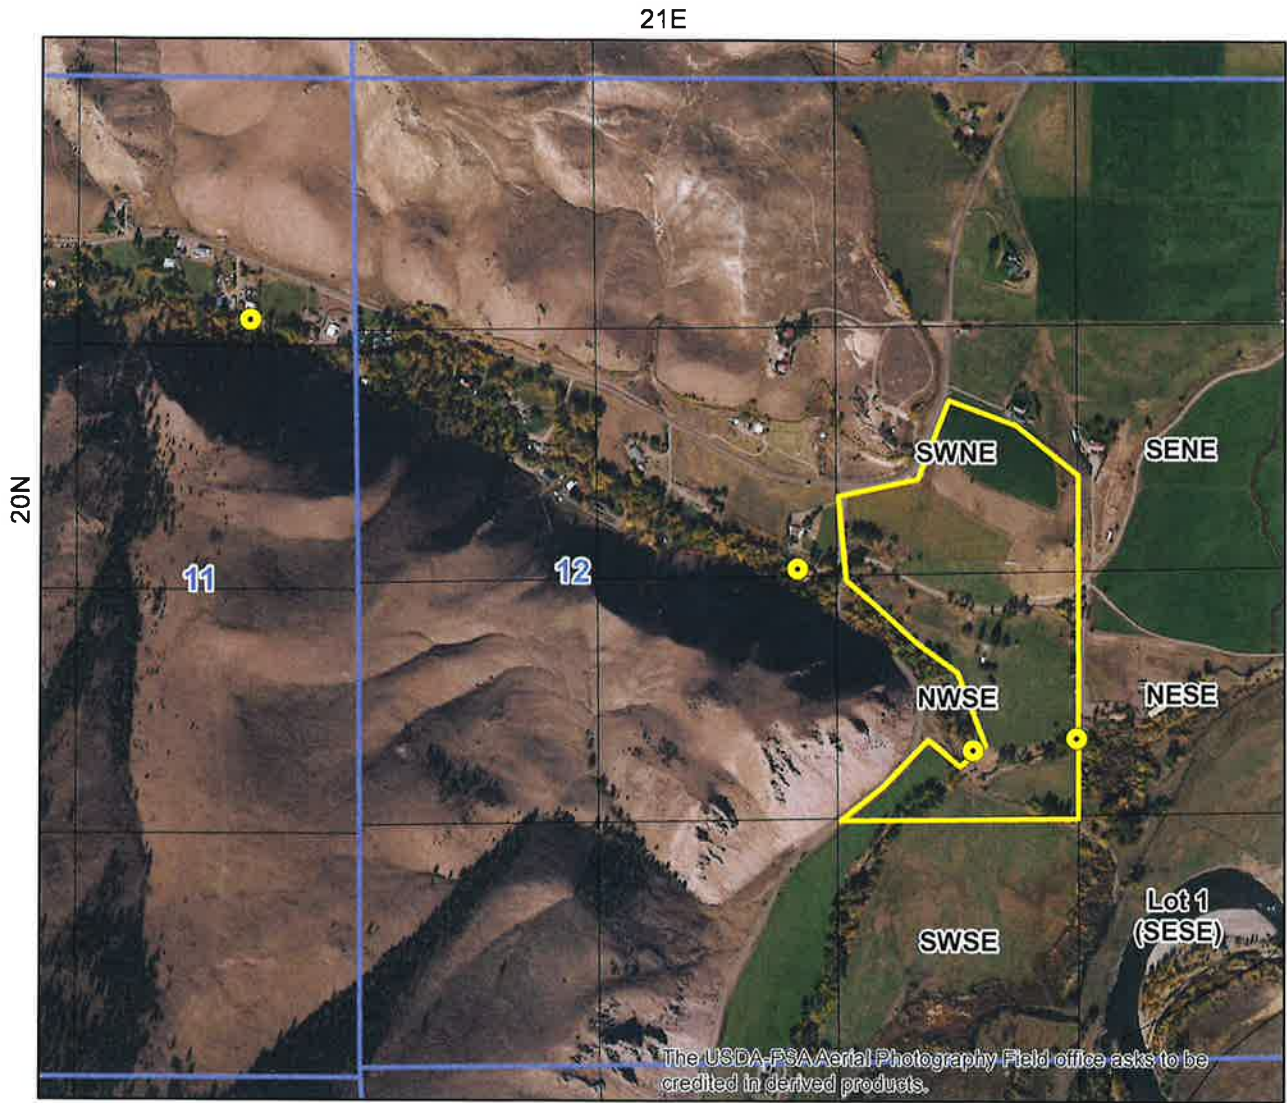 21E
20N
SWNE
SENE
11
12
NWSE
NESE
Lot 1
(SESE)
SWSE
The USDA-FSA Aerial Photography Field office asks to be
credited in derived products.